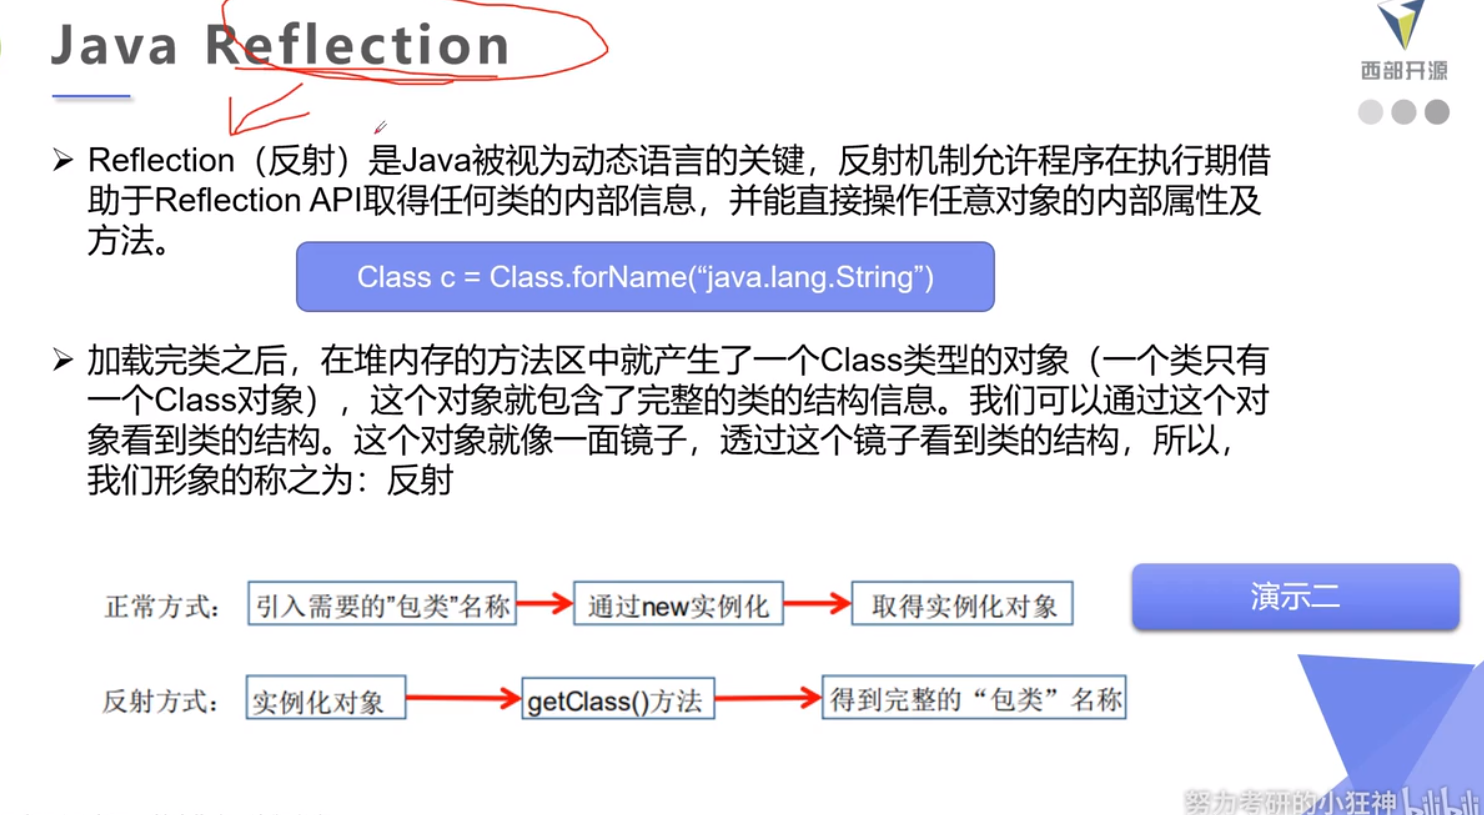 Java Reflection
西部开源
Reflection（反射）是Java被视为动态语言的关键，反射机制允许程序在执行期借
助于Reflection API取得任何类的内部信息，并能直接操作任意对象的内部属性及
方法。
Class c = Class.forName(“java.lang.String”)
加载完类之后，在堆内存的方法区中就产生了一个Class类型的对象（一个类只有
一个Class对象），这个对象就包含了完整的类的结构信息。我们可以通过这个对
象看到类的结构。这个对象就像一面镜子，透过这个镜子看到类的结构，所以，
我们形象的称之为：反射
正常方式： 引入需要的”包类”名称 通过new实例化 取得实例化对象
演示二
反射方式： 实例化对象 getClass()方法 得到完整的“包类”名称
努力考研的小狂神 bilibili